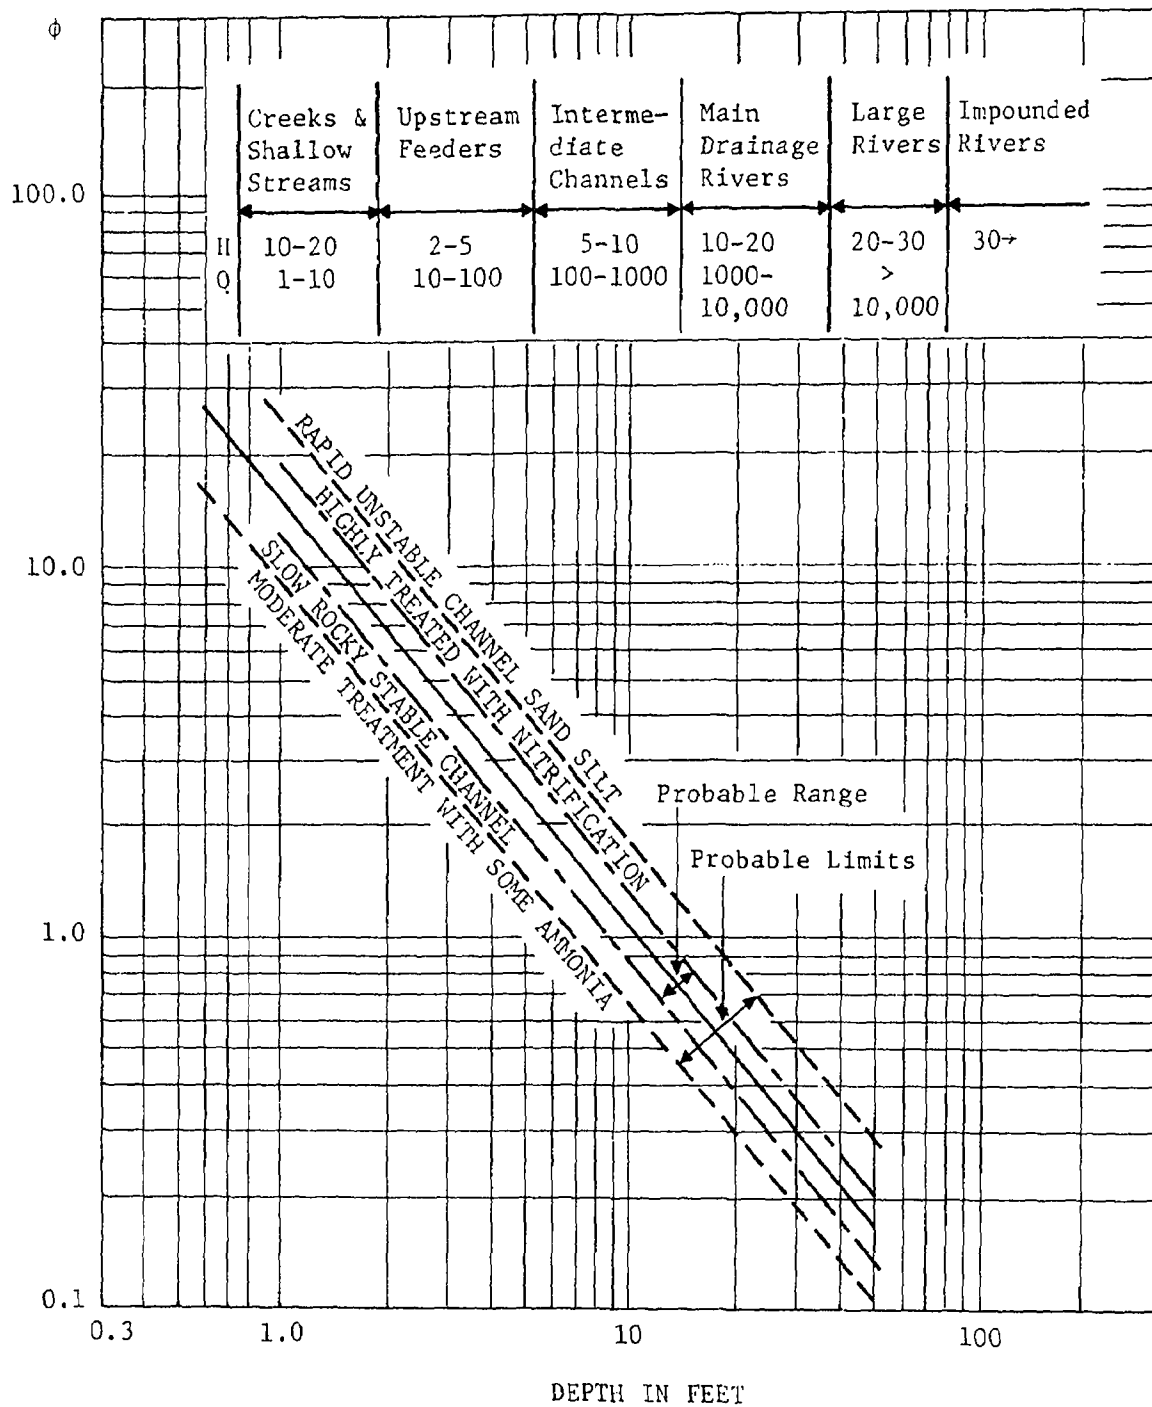 φ
Creeks &
Shallow
Streams
Upstream
Feeders
Interme-
diate
Channels
Main
Drainage
Rivers
Large
Rivers
Impounded
Rivers
100.0
H 10-20 2-5 5-10 10-20 20-30 30→
Q 1-10 10-100 100-1000 1000- >
10,000 10,000
RAPID UNSTABLE CHANNEL SAND SILT
HIGHLY TREATED WITH NITRIFICATION
10.0
SLOW ROCKY STABLE CHANNEL
MODERATE TREATMENT WITH SOME AMMONIA
Probable Range
Probable Limits
1.0
0.1
0.3 1.0 10 100
DEPTH IN FEET